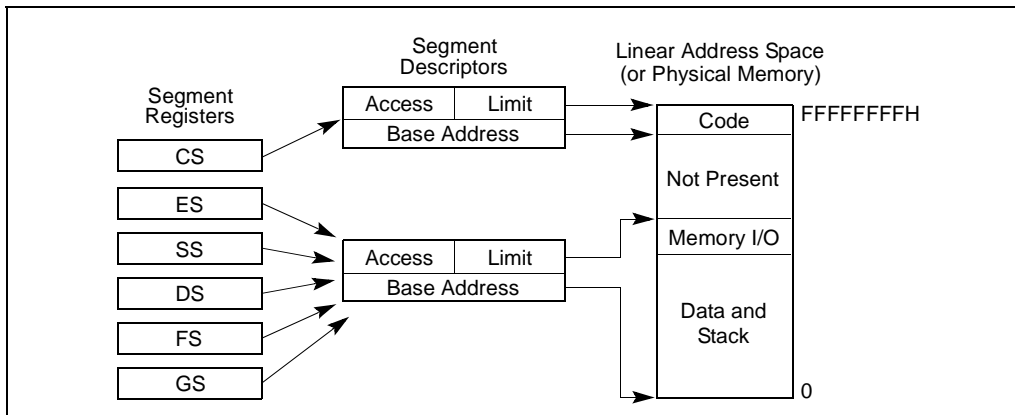 Segment
Registers
CS
ES
SS
DS
FS
GS
Segment
Descriptors
Access Limit
Base Address
Access Limit
Base Address
Linear Address Space
(or Physical Memory)
Code
Not Present
Memory I/O
Data and
Stack
FFFFFFFFH
0